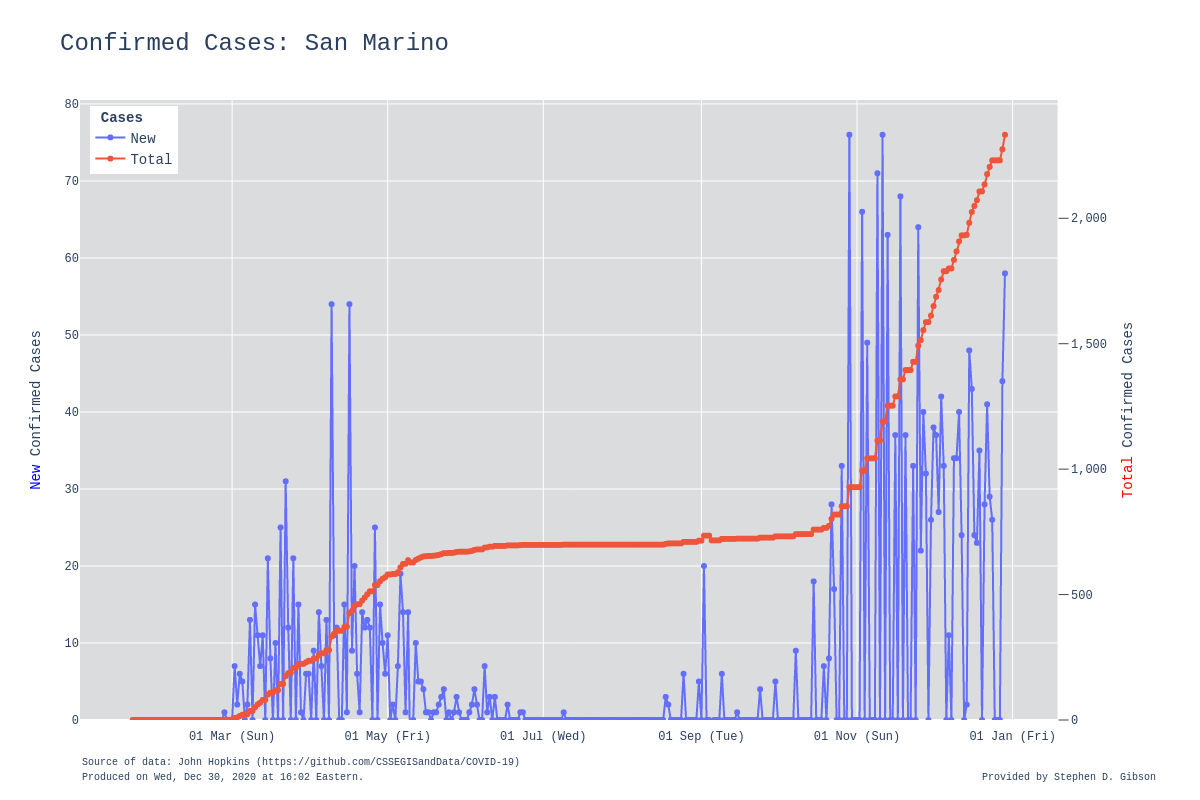 Confirmed Cases: San Marino
Cases
New
Total
80
70
60
50
40
30
20
10
0
2,000
1,500
1,000
500
0
New Confirmed Cases
Total Confirmed Cases
01 Mar (Sun)
01 May (Fri)
01 Jul (Wed)
01 Sep (Tue)
01 Nov (Sun)
01 Jan (Fri)
Source of data: John Hopkins (https://github.com/CSSEGISandData/COVID-19)
Produced on Wed, Dec 30, 2020 at 16:02 Eastern.
Provided by Stephen D. Gibson